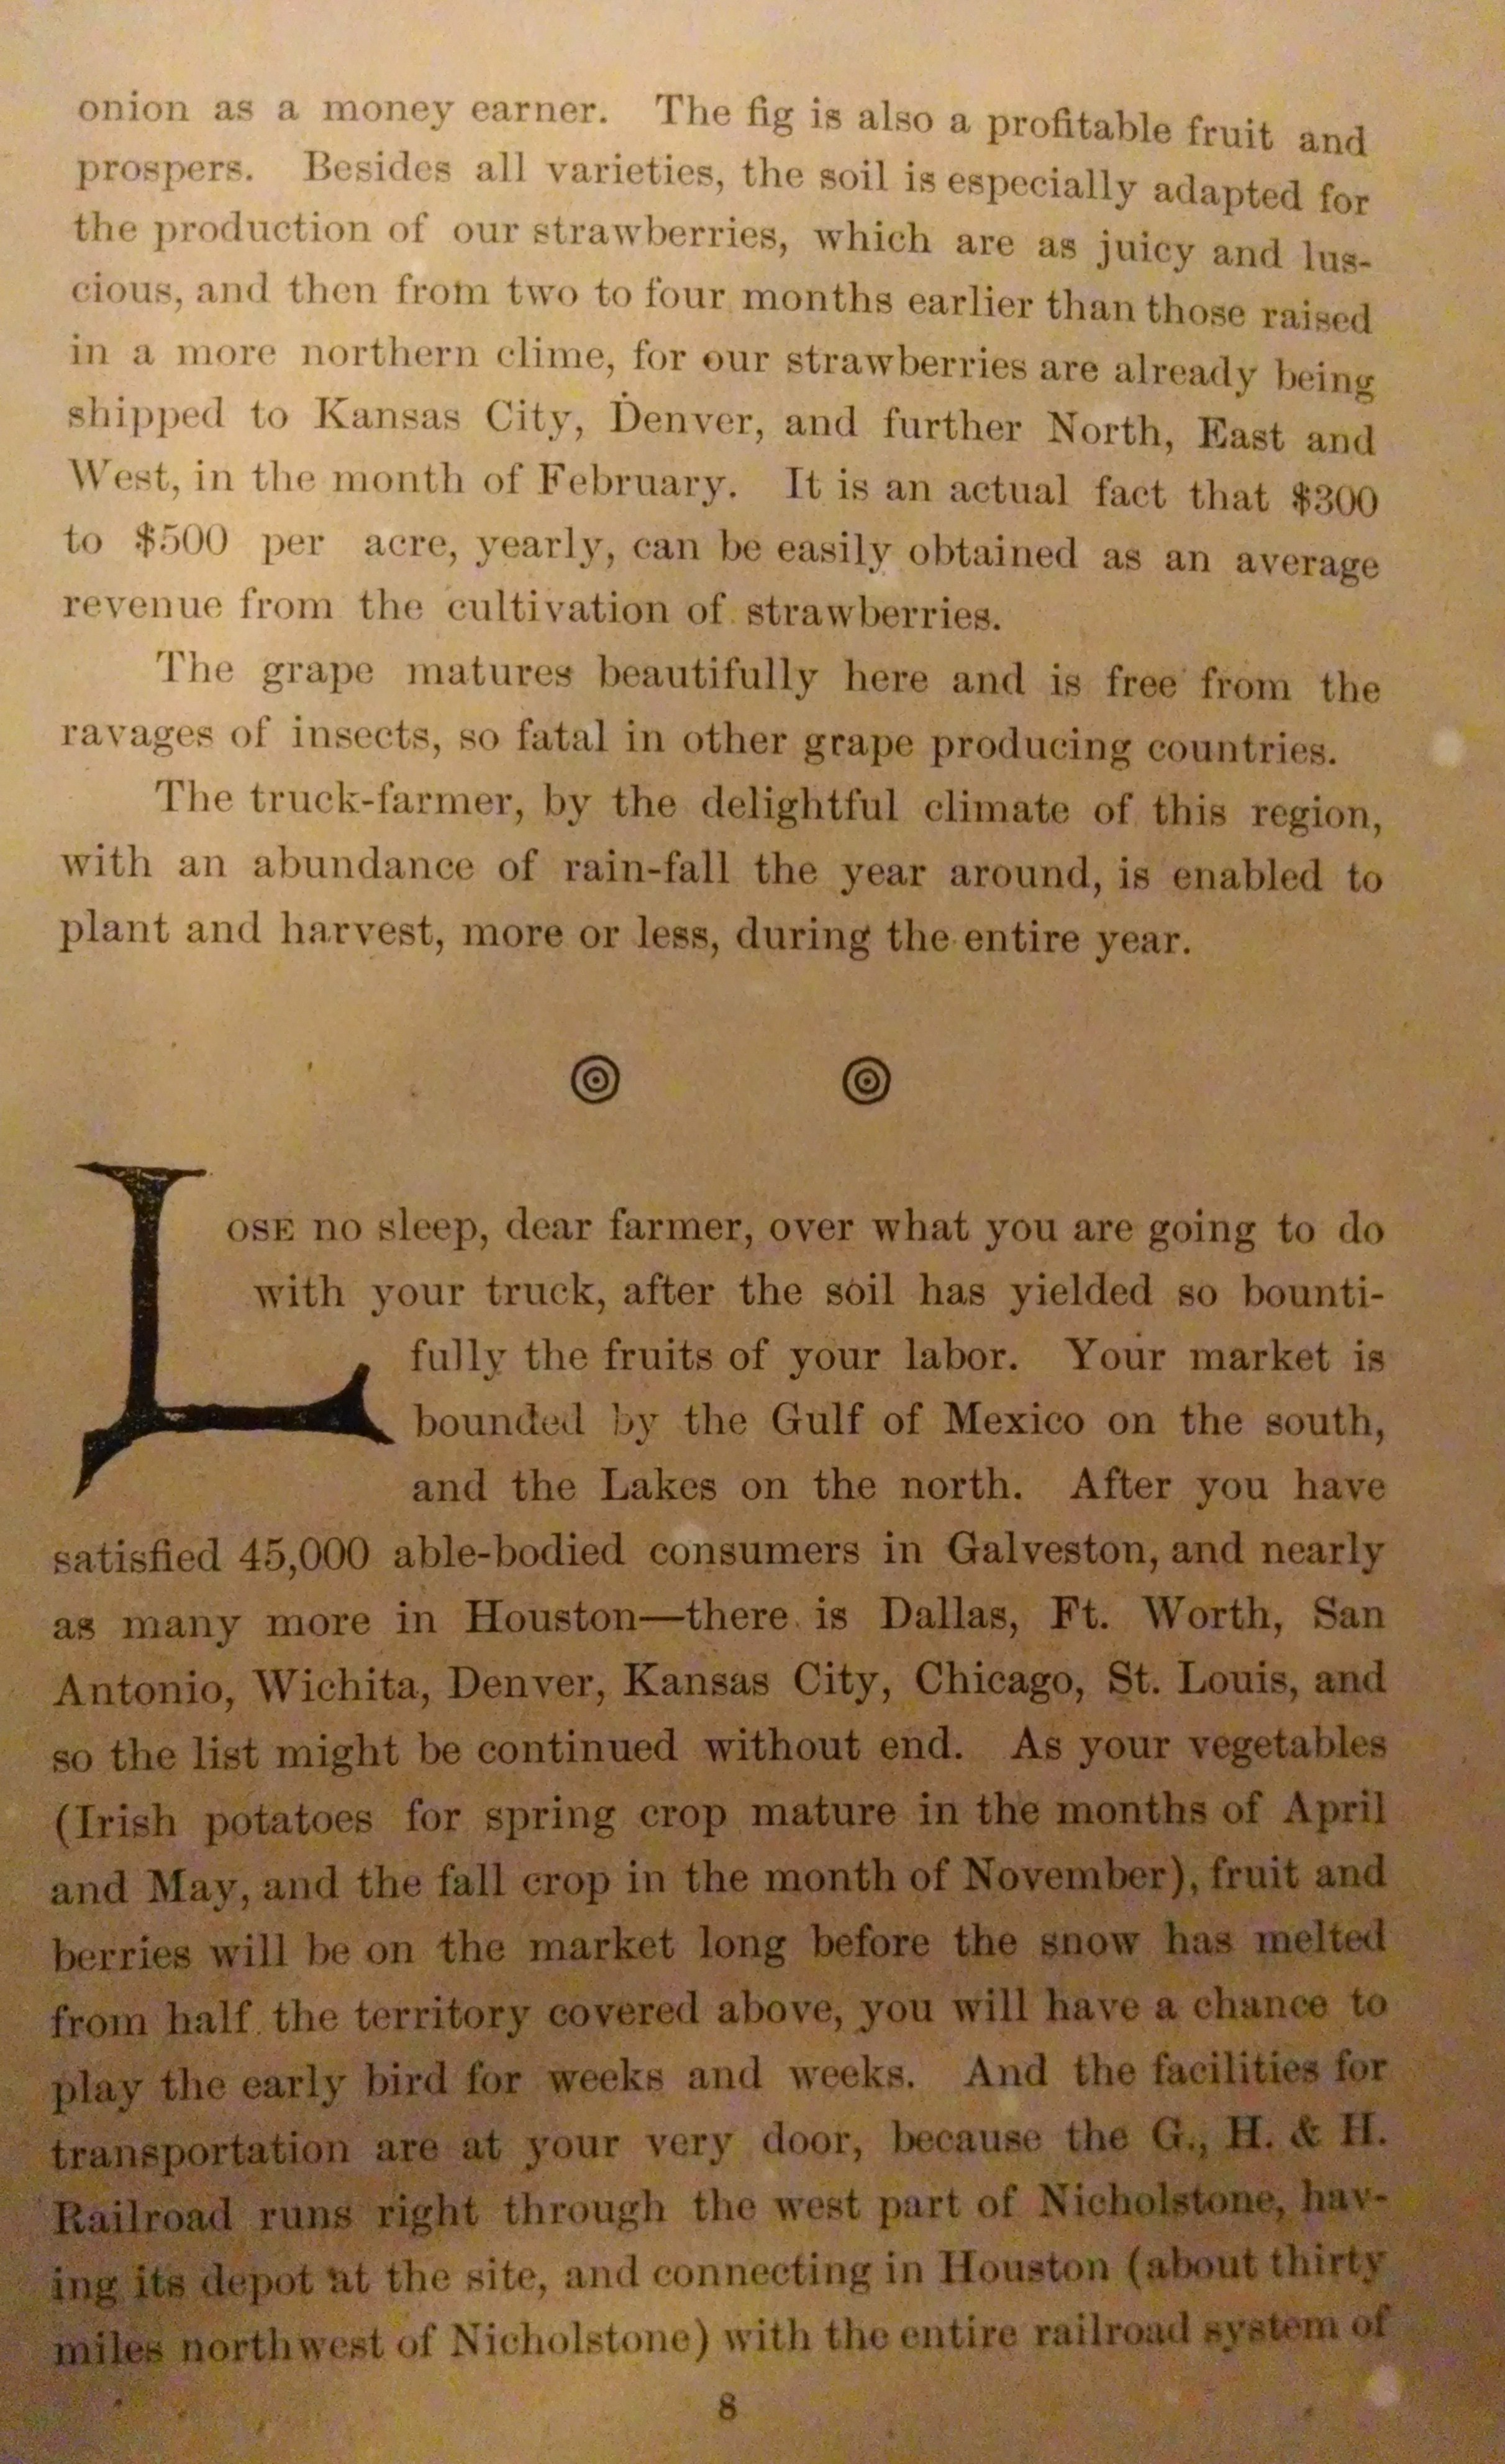 onion as a money earner. The fig is also a profitable fruit and
prospers. Besides all varieties, the soil is especially adapted for
the production of our strawberries, which are as juicy and lus-
cious, and then from two to four months earlier than those raised
in a more northern clime, for our strawberries are already being
shipped to Kansas City, Denver, and further North, East and
West, in the month of February. It is an actual fact that $300
to $500 per acre, yearly, can be easily obtained as an average
revenue from the cultivation of strawberries.
The grape matures beautifully here and is free from the
ravages of insects, so fatal in other grape producing countries.
The truck-farmer, by the delightful climate of this region,
with an abundance of rain-fall the year around, is enabled to
plant and harvest, more or less, during the entire year.
LOSE no sleep, dear farmer, over what you are going to do
with your truck, after the soil has yielded so bounti-
fully the fruits of your labor. Your market is
bounded by the Gulf of Mexico on the south,
and the Lakes on the north. After you have
satisfied 45,000 able-bodied consumers in Galveston, and nearly
as many more in Houston—there is Dallas, Ft. Worth, San
Antonio, Wichita, Denver, Kansas City, Chicago, St. Louis, and
so the list might be continued without end. As your vegetables
(Irish potatoes for spring crop mature in the months of April
and May, and the fall crop in the month of November), fruit and
berries will be on the market long before the snow has melted
from half the territory covered above, you will have a chance to
play the early bird for weeks and weeks. And the facilities for
transportation are at your very door, because the G., H. & H.
Railroad runs right through the west part of Nicholstone, hav-
ing its depot at the site, and connecting in Houston (about thirty
miles northwest of Nicholstone) with the entire railroad system of
8